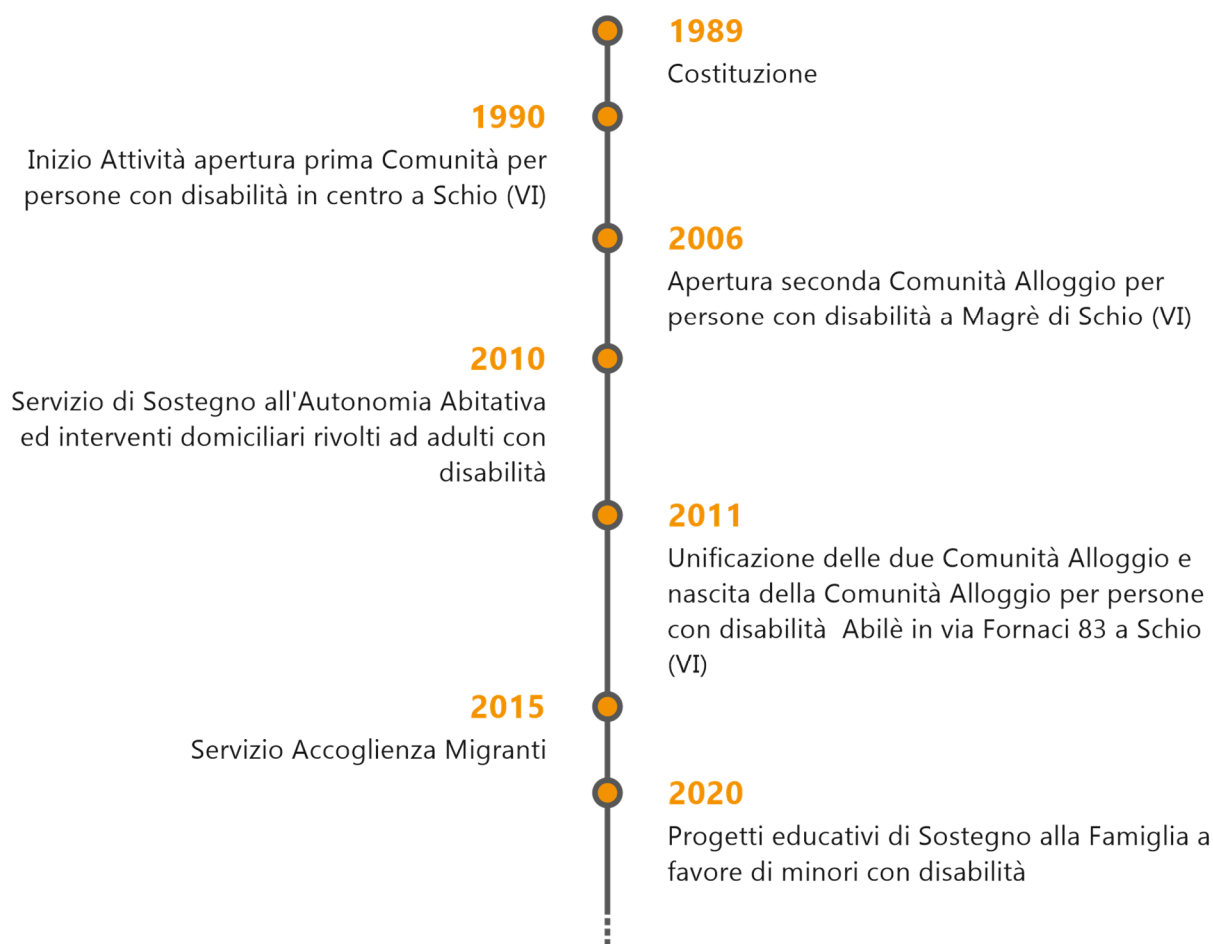 1989
Costituzione
1990
Inizio Attività apertura prima Comunità per
persone con disabilità in centro a Schio (VI)
2006
Apertura seconda Comunità Alloggio per
persone con disabilità a Magrè di Schio (VI)
2010
Servizio di Sostegno all'Autonomia Abitativa
ed interventi domiciliari rivolti ad adulti con
disabilità
2011
Unificazione delle due Comunità Alloggio e
nascita della Comunità Alloggio per persone
con disabilità  Abilè in via Fornaci 83 a Schio
(VI)
2015
Servizio Accoglienza Migranti
2020
Progetti educativi di Sostegno alla Famiglia a
favore di minori con disabilità